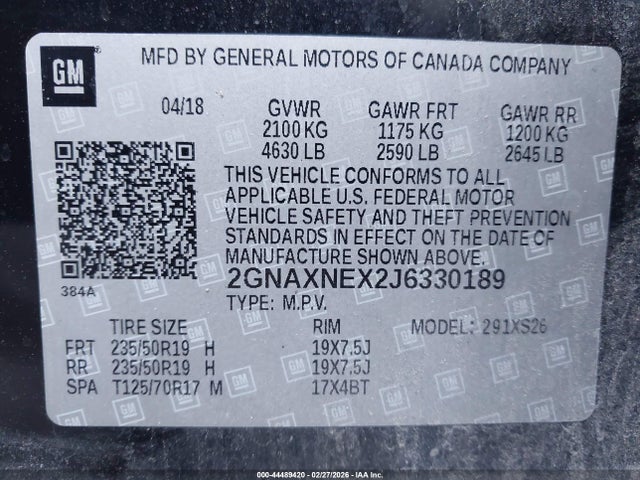 GM
MFD BY GENERAL MOTORS OF CANADA COMPANY
04/18 GVWR GAWR FRT GAWR RR
2100 KG 1175 KG 1200 KG
4630 LB 2590 LB 2645 LB
THIS VEHICLE CONFORMS TO ALL
APPLICABLE U.S. FEDERAL MOTOR
VEHICLE SAFETY AND THEFT PREVENTION
STANDARDS IN EFFECT ON THE DATE OF
MANUFACTURE SHOWN ABOVE.
384A
2GNAXNEX2J6330189
TYPE: M.P.V.
TIRE SIZE RIM MODEL: 291XS26
FRT 235/50R19 H 19X7.5J
RR 235/50R19 H 19X7.5J
SPA T125/70R17 M 17X4BT
000-44489420 - 02/27/2026 - IAA Inc.